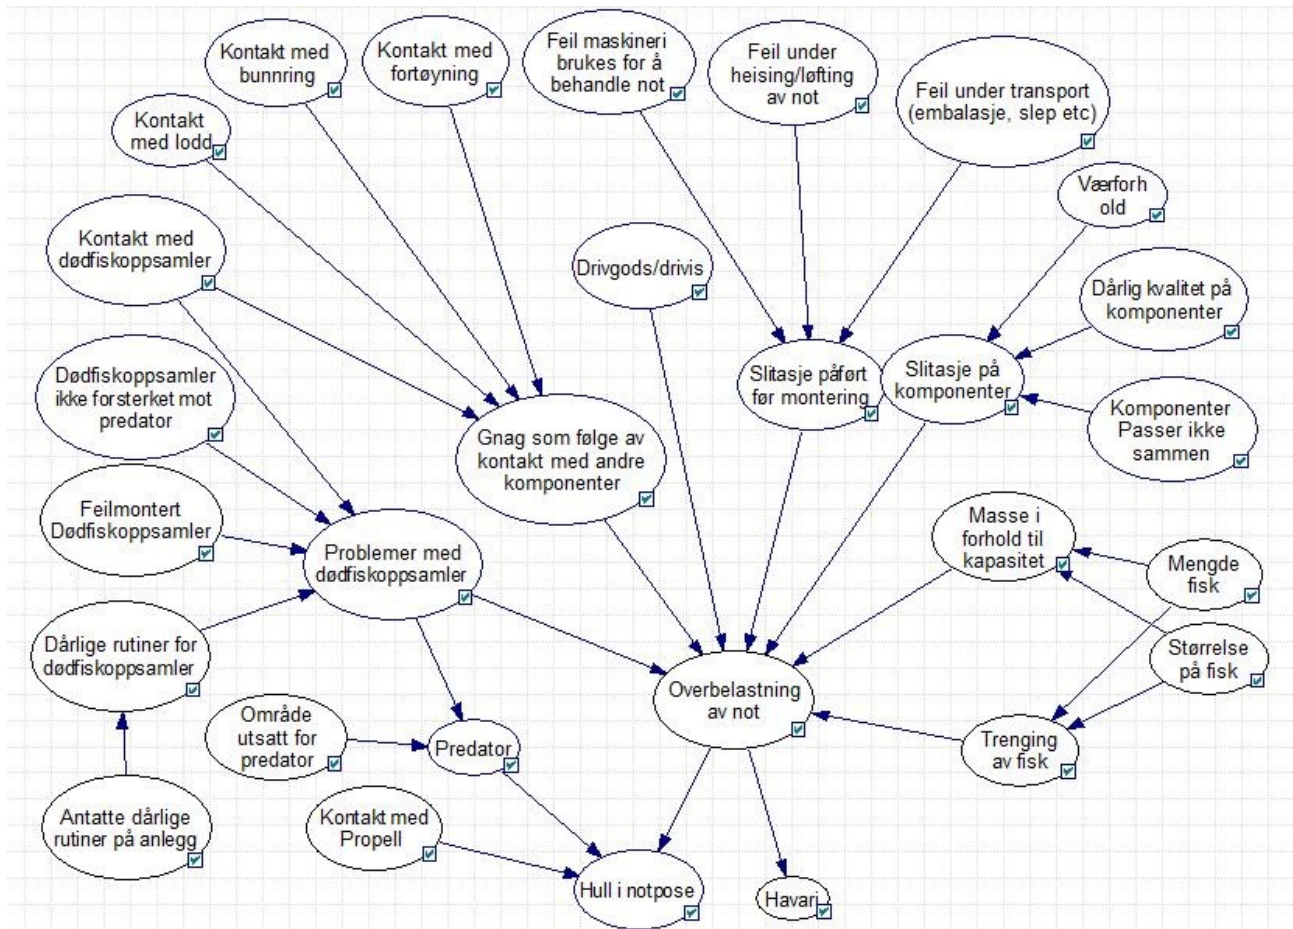 Kontakt med
bunnring
Kontakt med
fortøyning
Feil maskineri
brukes for å
behandle not
Feil under
heising/løfting
av not
Feil under transport
(embalasje, slep etc)
Kontakt
med lodd
Værforh
old
Kontakt med
dødfiskoppsamler
Drivgods/drivis
Dårlig kvalitet på
komponenter
Dødfiskoppsamler
ikke forsterket mot
predator
Slitasje påført
før montering
Slitasje på
komponenter
Komponenter
Passer ikke
sammen
Gnag som følge av
kontakt med andre
komponenter
Feilmontert
Dødfiskoppsamler
Problemer med
dødfiskoppsamler
Masse i
forhold til
kapasitet
Mengde
fisk
Dårlige rutiner for
dødfiskoppsamler
Størrelse
på fisk
Overbelastning
av not
Område
utsatt for
predator
Predator
Trenging
av fisk
Antatte dårlige
rutiner på anlegg
Kontakt med
Propell
Hull i notpose
Havari